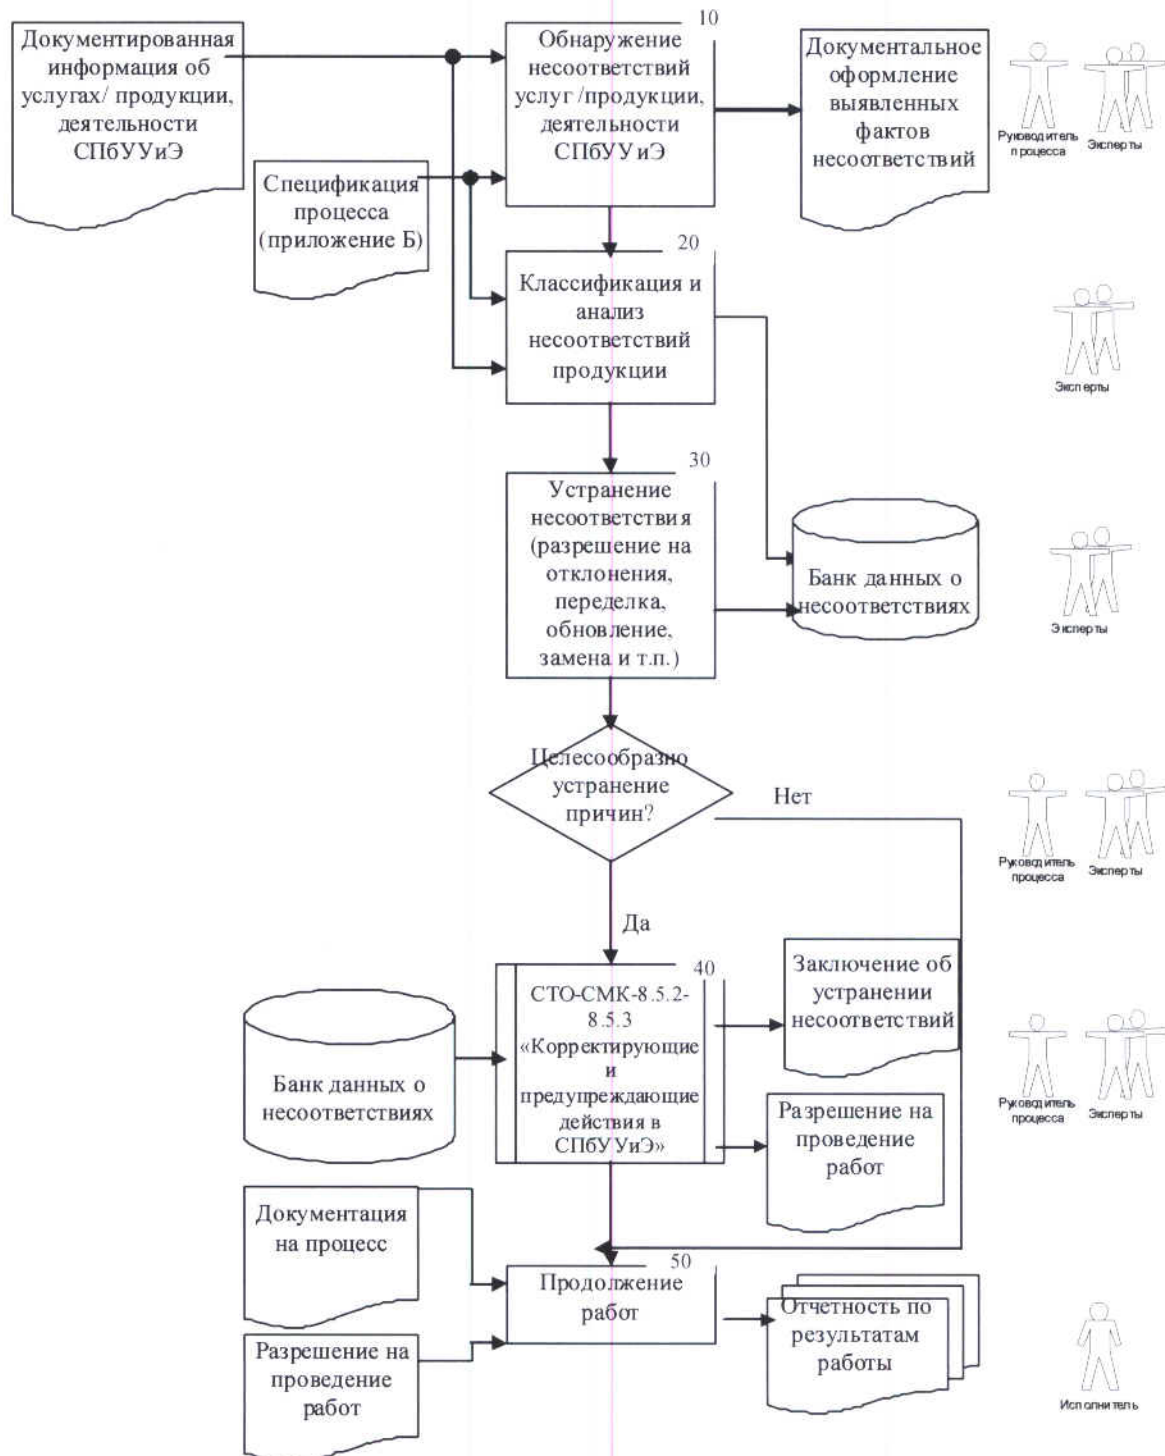 10
Документированная
информация об
услугах/ продукции,
деятельности
СПбУУиЭ
Обнаружение
несоответствий
услуг /продукции,
деятельности
СПбУУиЭ
Документальное
оформление
выявленных
фактов
несоответствий
Руководитель
процесса
Эксперты
Спецификация
процесса
(приложение Б)
20
Классификация и
анализ
несоответствий
продукции
Эксперты
30
Устранение
несоответствия
(разрешение на
отклонения,
переделка,
обновление,
замена и т.п.)
Банк данных о
несоответствиях
Эксперты
Целесообразно
устранение
причин?
Нет
Руководитель
процесса
Эксперты
Да
40
СТО-СМК-8.5.2-
8.5.3
«Корректирующие
и
предупреждающие
действия в
СПбУУиЭ»
Заключение об
устранении
несоответствий
Банк данных о
несоответствиях
Руководитель
процесса
Эксперты
Разрешение на
проведение
работ
Документация
на процесс
50
Продолжение
работ
Отчетность по
результатам
работы
Разрешение на
проведение
работ
Исполнитель